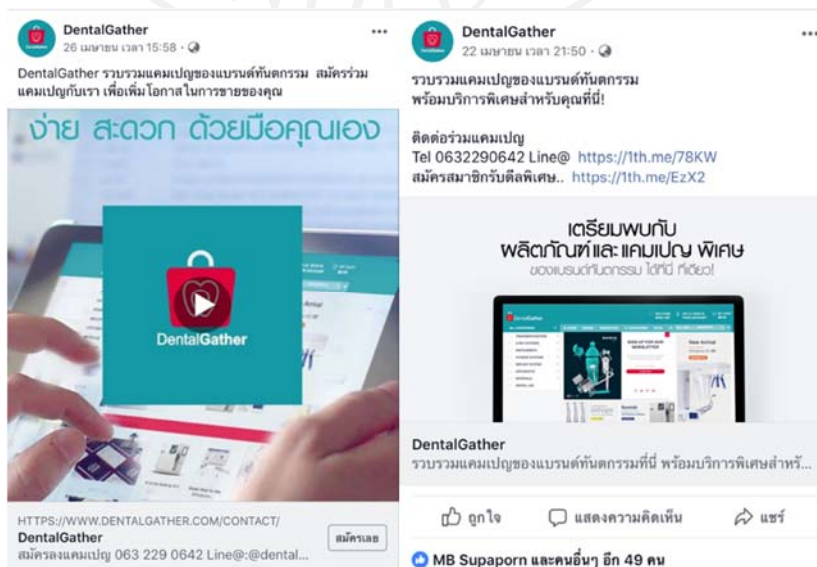 DentalGather
26 เมษายน เวลา 15:58 ·
DentalGather รวบรวมแคมเปญของแบรนด์ทันตกรรม สมัครร่วม
แคมเปญกับเรา เพื่อเพิ่มโอกาสในการขายของคุณ
ง่าย สะดวก ด้วยมือคุณเอง
DentalGather
HTTPS://WWW.DENTALGATHER.COM/CONTACT/
DentalGather
สมัครลงแคมเปญ 063 229 0642 Line@:@dental...
สมัครเลย
DentalGather
22 เมษายน เวลา 21:50 ·
รวบรวมแคมเปญของแบรนด์ทันตกรรม
พร้อมบริการพิเศษสำหรับคุณที่นี่!
ติดต่อร่วมแคมเปญ
Tel 0632290642 Line@ https://1th.me/78KW
สมัครสมาชิกรับดีลพิเศษ.. https://1th.me/EzX2
เตรียมพบกับ
ผลิตภัณฑ์และแคมเปญ พิเศษ
ของแบรนด์ทันตกรรม ได้ที่นี่ ที่เดียว!
DentalGather
New Arrival
DentalGather
รวบรวมแคมเปญของแบรนด์ทันตกรรมที่นี่ พร้อมบริการพิเศษสำหรั...
ถูกใจ
แสดงความคิดเห็น
แชร์
MB Supaporn และคนอื่นๆ อีก 49 คน